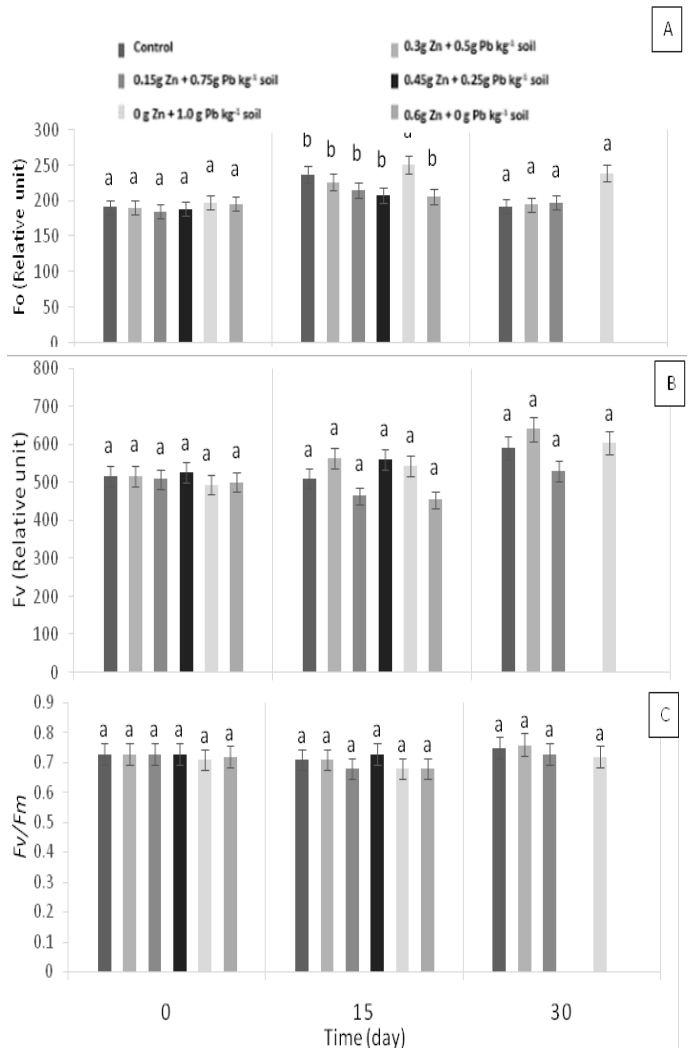 A
Control
0.3g Zn + 0.5g Pb kg⁻¹ soil
0.15g Zn + 0.75g Pb kg⁻¹ soil
0.45g Zn + 0.25g Pb kg⁻¹ soil
0 g Zn + 1.0 g Pb kg⁻¹ soil
0.6g Zn + 0 g Pb kg⁻¹ soil
Fo (Relative unit)
300
250
200
150
100
50
0
a a a a a a
b b b b a b
a a a a
B
Fv (Relative unit)
800
700
600
500
400
300
200
100
0
a a a a a a
a a a a a a
a a a a
C
Fv/Fm
0.9
0.8
0.7
0.6
0.5
0.4
0.3
0.2
0.1
0
a a a a a a
a a a a a a
a a a a
0 15 30
Time (day)